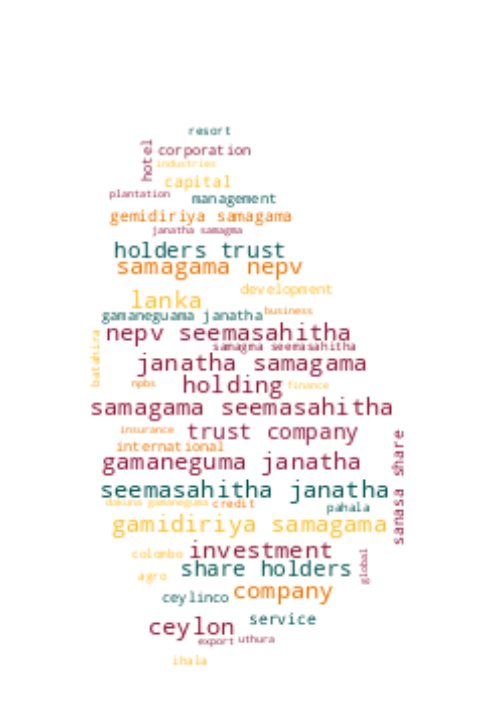 resort
hotel
corporation
industries
capital
plantation
management
gemidiriya samagama
janatha samagma
holders trust
samagama nepv
development
lanka
business
gamaneguama janatha
nepv seemasahitha
batahira
samagma seemasahitha
janatha samagama
npbs
holding
finance
samagama seemasahitha
insurance
trust company
international
gamaneguma janatha
sanasa share
seemasahitha janatha
dakuna gamaneguma
credit
pahala
gamidiriya samagama
colombo
investment
global
share holders
agro
company
ceylinco
service
ceylon
export
uthura
ihala